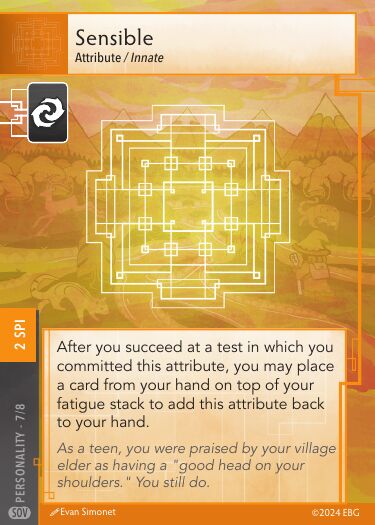 Sensible
Attribute / Innate
After you succeed at a test in which you
committed this attribute, you may place
a card from your hand on top of your
fatigue stack to add this attribute back
to your hand.
As a teen, you were praised by your village
elder as having a "good head on your
shoulders." You still do.
2 SPI
PERSONALITY - 7/8
SOV
Evan Simonet
©2024 EBG